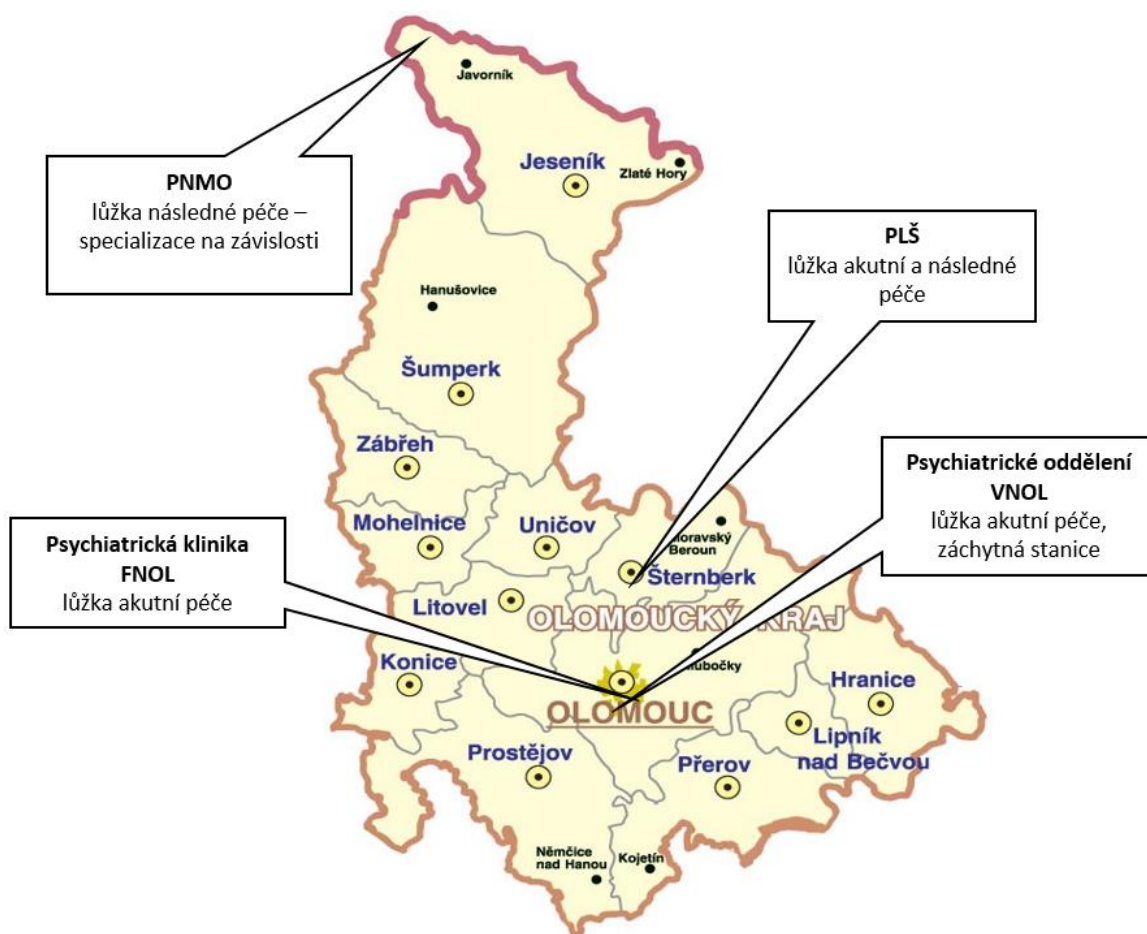 Javorník
Jeseník
Zlaté Hory
PNMO
lůžka následné péče –
specializace na závislosti
PLŠ
lůžka akutní a následné
péče
Hanušovice
Šumperk
Zábřeh
Psychiatrické oddělení
VNOL
lůžka akutní péče,
záchytná stanice
Mohelnice
Uničov
Beroun
Šternberk
Psychiatrická klinika
FNOL
lůžka akutní péče
Litovel
OLOMOUCKÝ KRAJ
Konice
OLOMOUC
Hranice
Lipník
nad Bečvou
Prostějov
Přerov
Němčice
nad Hanou
Kojetín